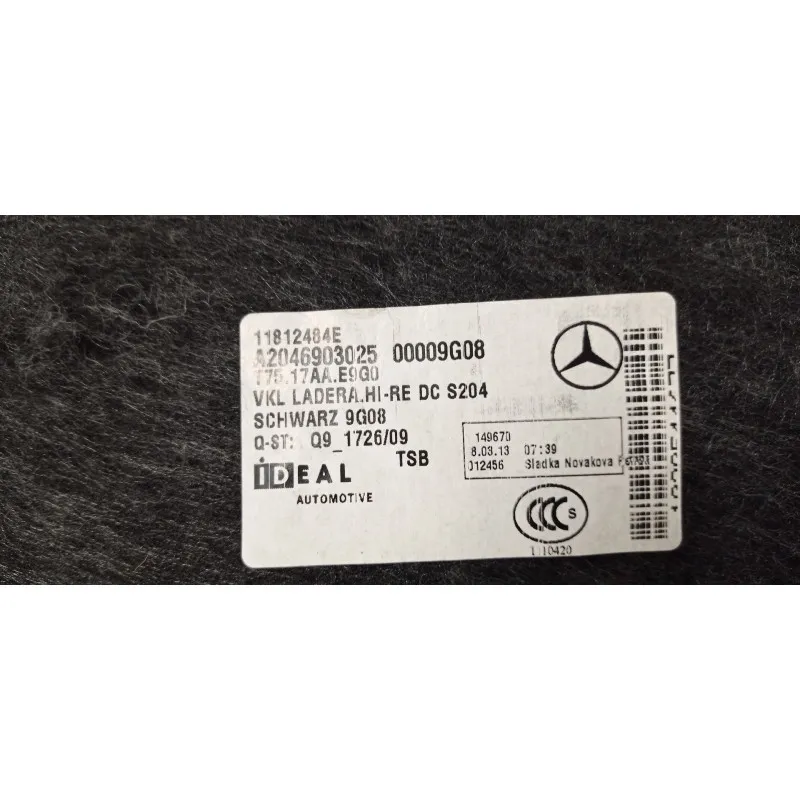 11812484E
A2046903025 00009G08
T75.17AA.E9G0
VKL LADERA.HI-RE DC S204
SCHWARZ 9G08
Q-ST: Q9_1726/09
TSB
iDEAL
AUTOMOTIVE
149670
8.03.13 07:39
012456 Sladka Novakova
CCC S
1110420